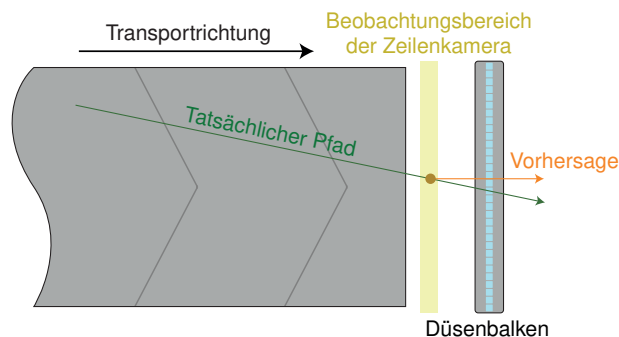 Transportrichtung
Beobachtungsbereich
der Zeilenkamera
Tatsächlicher Pfad
Vorhersage
Düsenbalken